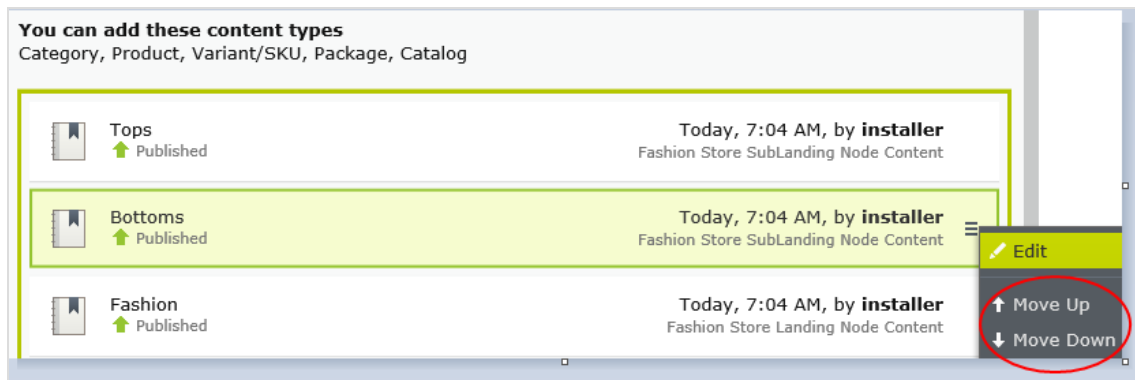 You can add these content types
Category, Product, Variant/SKU, Package, Catalog
Tops
Today, 7:04 AM, by installer
Published
Fashion Store SubLanding Node Content
Bottoms
Today, 7:04 AM, by installer
Published
Fashion Store SubLanding Node Content
Edit
Fashion
Today, 7:04 AM, by installer
Move Up
Published
Fashion Store Landing Node Content
Move Down